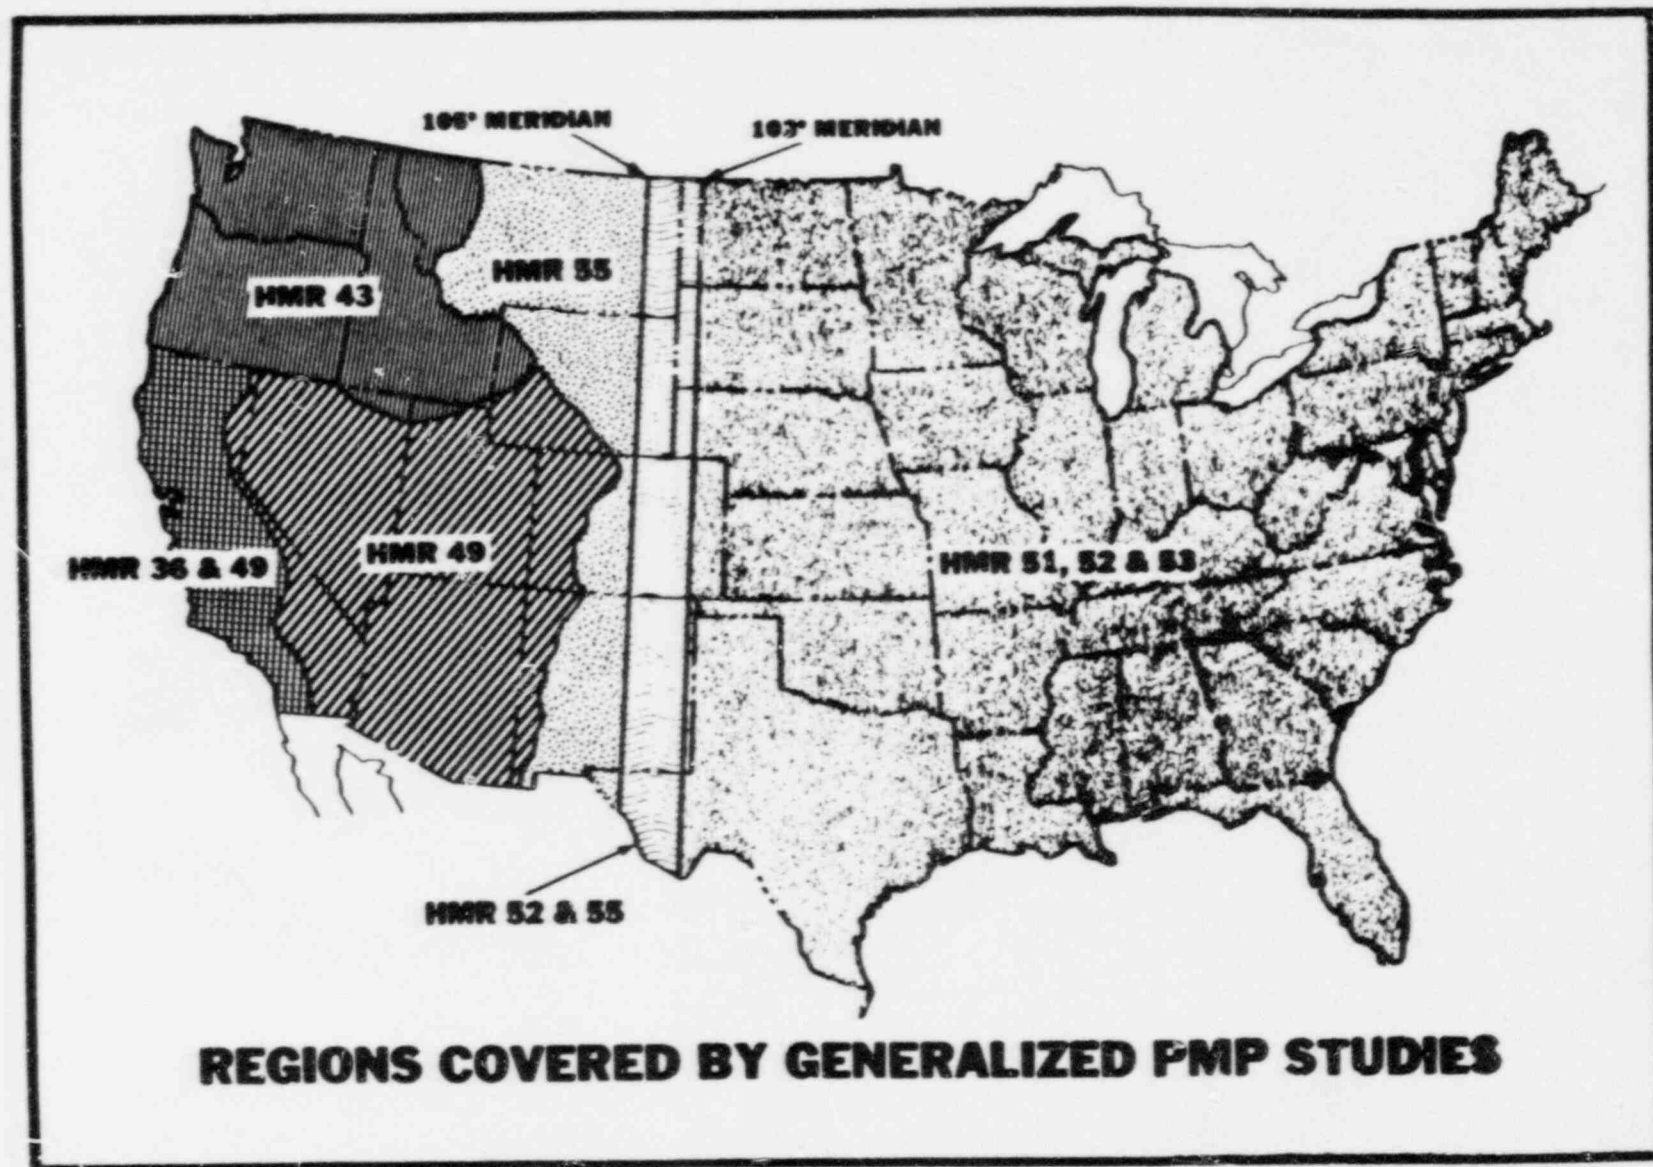 105° MERIDIAN
103° MERIDIAN
HMR 55
HMR 43
HMR 36 & 49
HMR 49
HMR 51, 52 & 53
HMR 52 & 55
REGIONS COVERED BY GENERALIZED PMP STUDIES